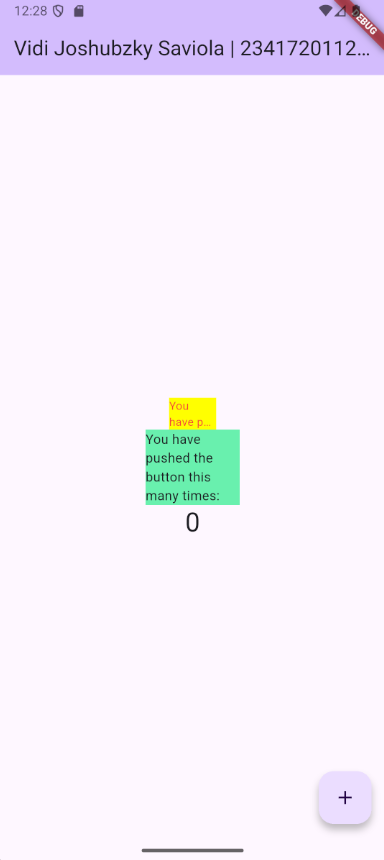 12:28
DEBUG
Vidi Joshubzky Saviola | 2341720112...
You
have p...
You have
pushed the
button this
many times:
0
+